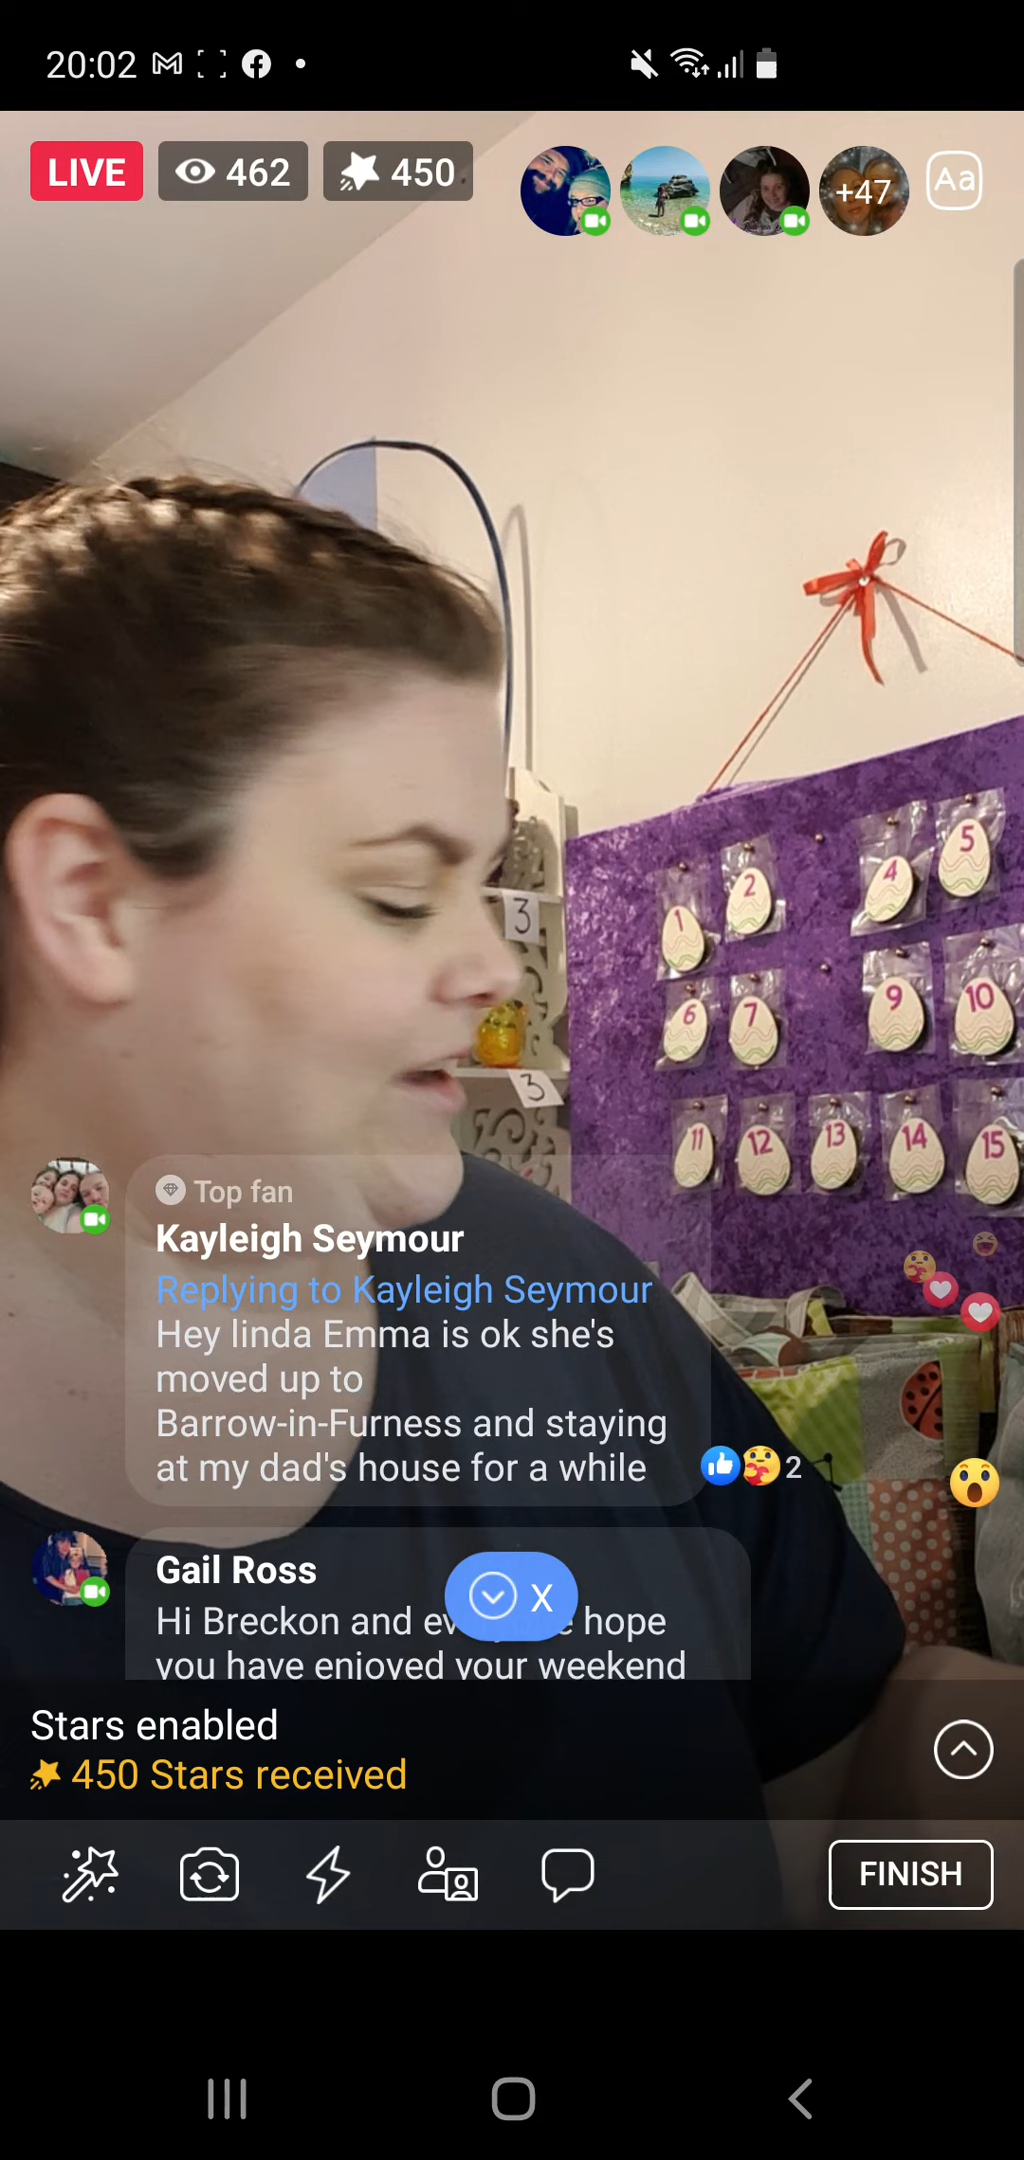 20:02
LIVE 462 450
+47 Aa
5
4
2
1
3
10
9
7
6
3
11 12 13 14 15
Top fan
Kayleigh Seymour
Replying to Kayleigh Seymour
Hey linda Emma is ok she's
moved up to
Barrow-in-Furness and staying
at my dad's house for a while
2
Gail Ross
Hi Breckon and hope
X
you have enjoyed your weekend
Stars enabled
450 Stars received
FINISH